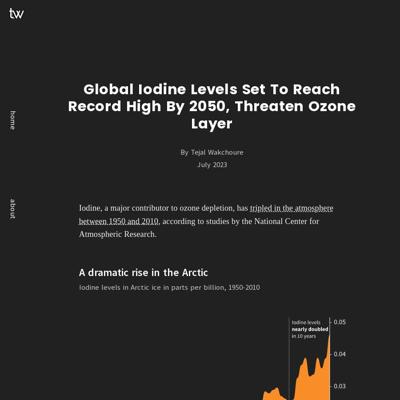 tw
home
about
Global Iodine Levels Set To Reach
Record High By 2050, Threaten Ozone
Layer
By Tejal Wakchoure
July 2023
Iodine, a major contributor to ozone depletion, has tripled in the atmosphere
between 1950 and 2010, according to studies by the National Center for
Atmospheric Research.
A dramatic rise in the Arctic
Iodine levels in Arctic ice in parts per billion, 1950-2010
Iodine levels
nearly doubled
in 10 years
0.05
0.04
0.03